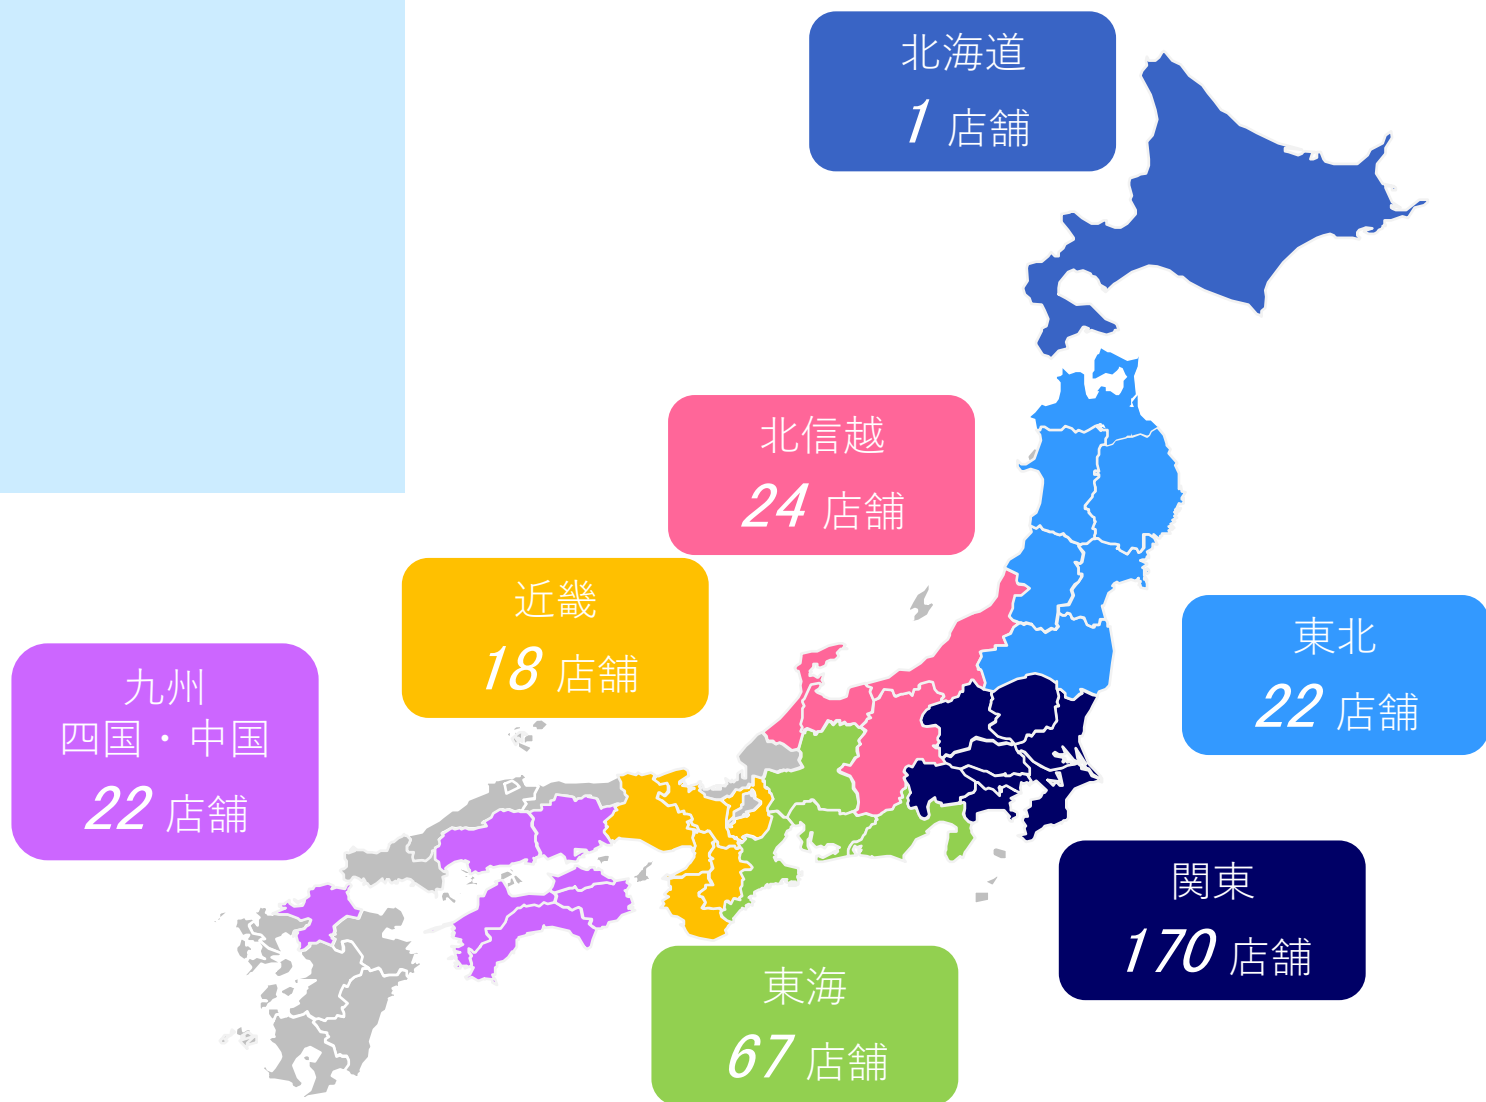 北海道
1 店舗
北信越
24 店舗
近畿
18 店舗
東北
22 店舗
九州
四国・中国
22 店舗
関東
170 店舗
東海
67 店舗